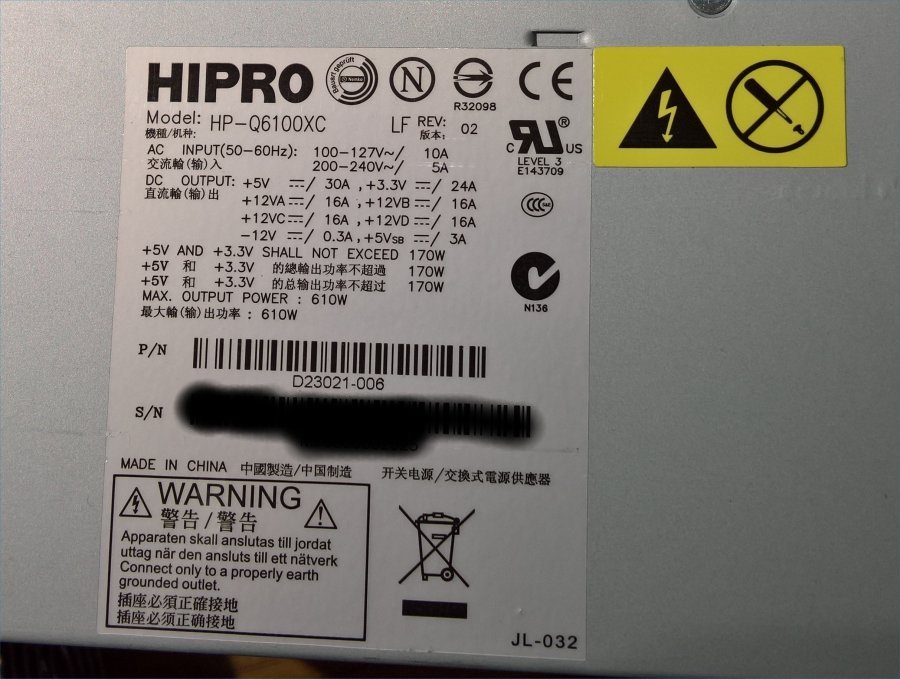 HIPRO
Bauart geprüft
Nemko
N
R32098
CE
Model: HP-Q6100XC LF REV: 02
機種/机种: 版本:
C US ®
LEVEL 3
E143709
AC INPUT(50-60Hz): 100-127V~/ 10A
交流輸(输)入 200-240V~/ 5A
DC OUTPUT: +5V ⎓/ 30A , +3.3V ⎓/ 24A
直流輸(输)出 +12VA ⎓/ 16A , +12VB ⎓/ 16A
+12VC ⎓/ 16A , +12VD ⎓/ 16A
-12V ⎓/ 0.3A , +5VSB ⎓/ 3A
+5V AND +3.3V SHALL NOT EXCEED 170W
+5V 和 +3.3V 的總輸出功率不超過 170W
+5V 和 +3.3V 的总输出功率不超过 170W
MAX. OUTPUT POWER : 610W
最大輸(输)出功率 : 610W
N136
P/N
D23021-006
S/N
MADE IN CHINA 中國製造/中国制造 开关电源/交換式電源供應器
WARNING
警告/警告
Apparaten skall anslutas till jordat
uttag när den ansluts till ett nätverk
Connect only to a properly earth
grounded outlet.
插座必須正確接地
插座必须正确接地
JL-032